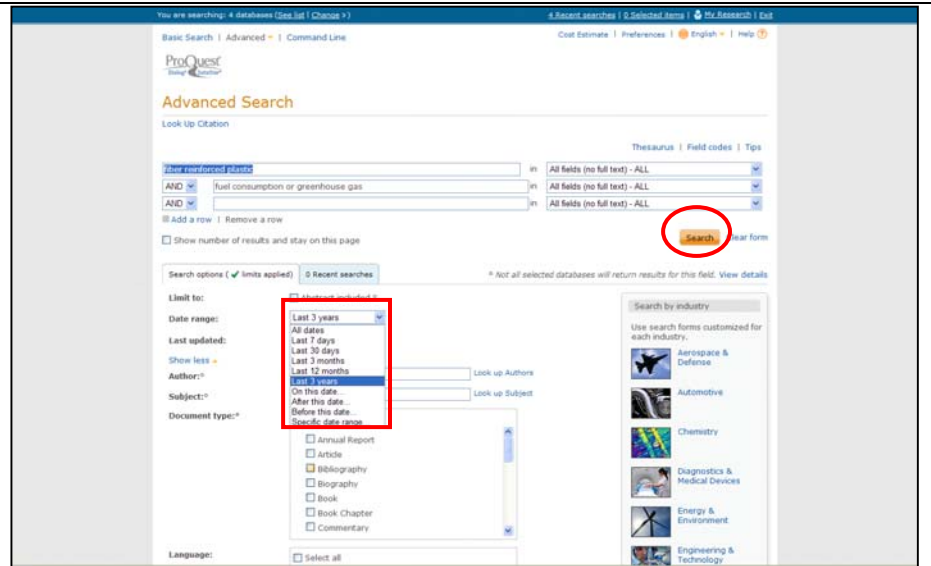 You are searching: 4 databases (See list | Change >) 4 Recent searches | 0 Selected items | My Research | Exit
Basic Search | Advanced | Command Line Cost Estimate | Preferences | English | Help ?
ProQuest
Dialog DataStar
Advanced Search
Look Up Citation
Thesaurus | Field codes | Tips
fiber reinforced plastic in All fields (no full text) - ALL
AND fuel consumption or greenhouse gas in All fields (no full text) - ALL
AND in All fields (no full text) - ALL
Add a row | Remove a row
Show number of results and stay on this page Search Clear form
Search options ( ✔ limits applied) 0 Recent searches * Not all selected databases will return results for this field. View details
Limit to: Abstract included
Search by industry
Date range: Last 3 years
Use search forms customized for each industry.
All dates
Last updated: Last 7 days
Last 30 days
Last 3 months
Show less Last 12 months
Last 3 years
Author:* Look up Authors
On this date...
Subject:* After this date... Look up Subject
Before this date...
Document type:* Specific date range...
Annual Report
Article
Bibliography
Biography
Book
Book Chapter
Commentary
Language: Select all
Aerospace & Defense
Automotive
Chemistry
Diagnostics & Medical Devices
Energy & Environment
Engineering & Technology